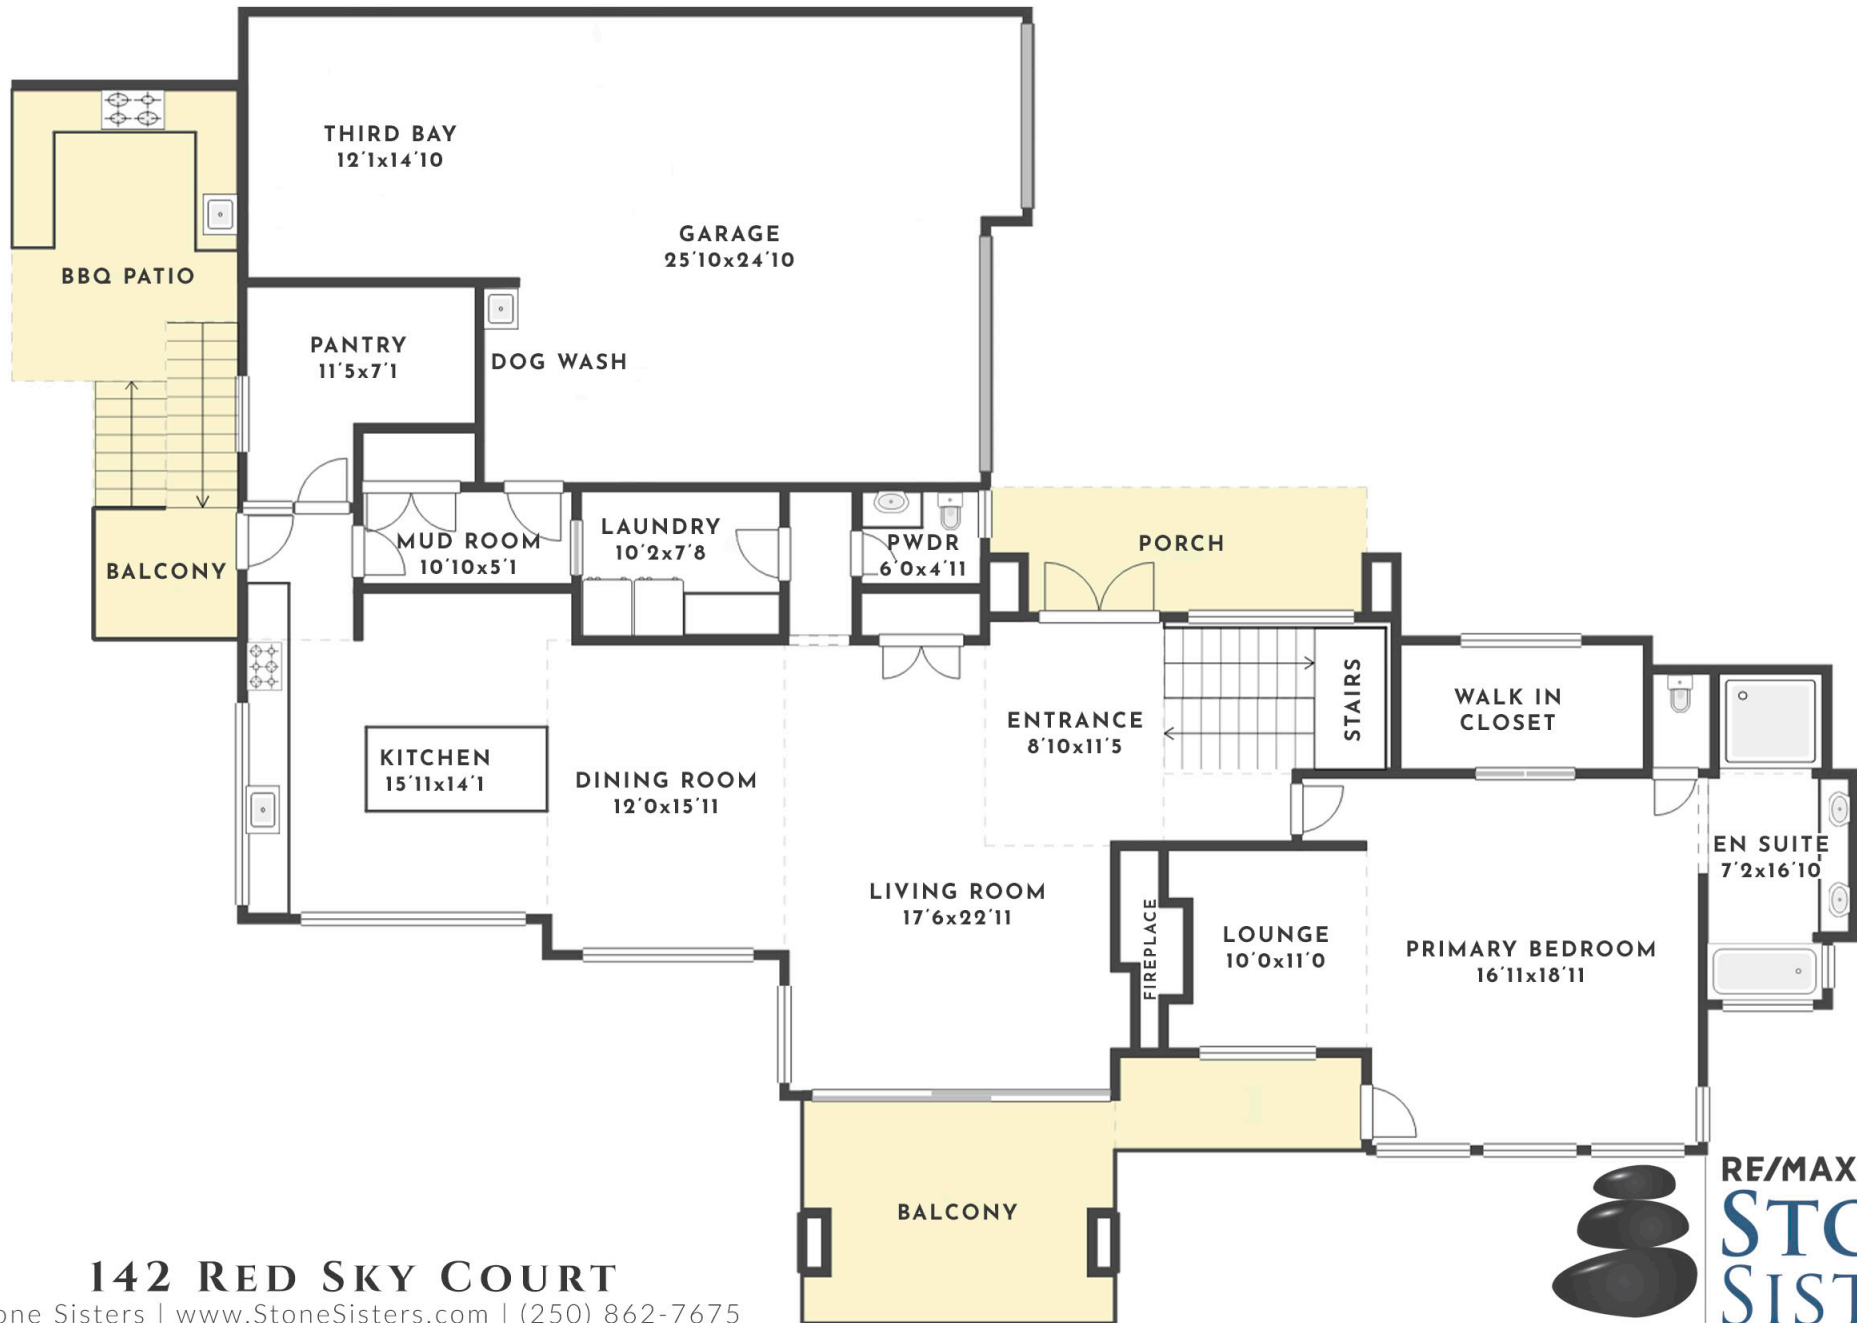 THIRD BAY
12'1x14'10
GARAGE
25'10x24'10
BBQ PATIO
PANTRY
11'5x7'1
DOG WASH
LAUNDRY
10'2x7'8
MUD ROOM
10'10x5'1
PWDR
6'0x4'11
PORCH
BALCONY
STAIRS
WALK IN
CLOSET
ENTRANCE
8'10x11'5
KITCHEN
15'11x14'1
DINING ROOM
12'0x15'11
EN SUITE
7'2x16'10
LIVING ROOM
17'6x22'11
FIREPLACE
LOUNGE
10'0x11'0
PRIMARY BEDROOM
16'11x18'11
BALCONY
142 RED SKY COURT
one Sisters | www.StoneSisters.com | (250) 862-7675
RE/MAX
STO
SIST